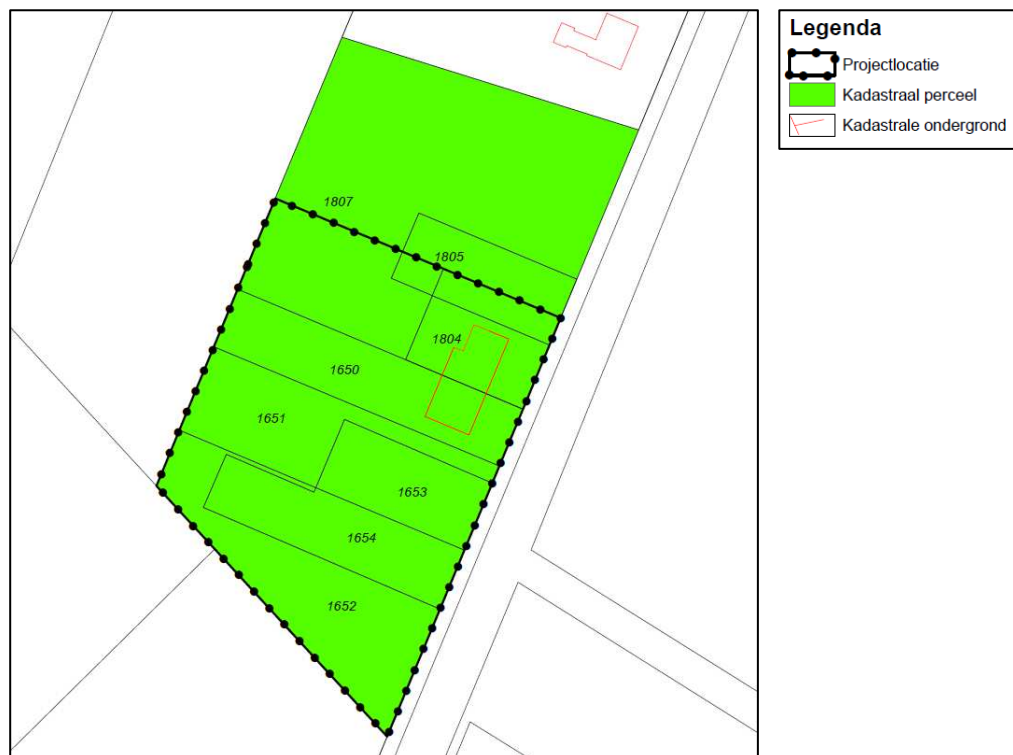 Legenda
Projectlocatie
Kadastraal perceel
Kadastrale ondergrond
1807
1805
1804
1650
1651
1653
1654
1652